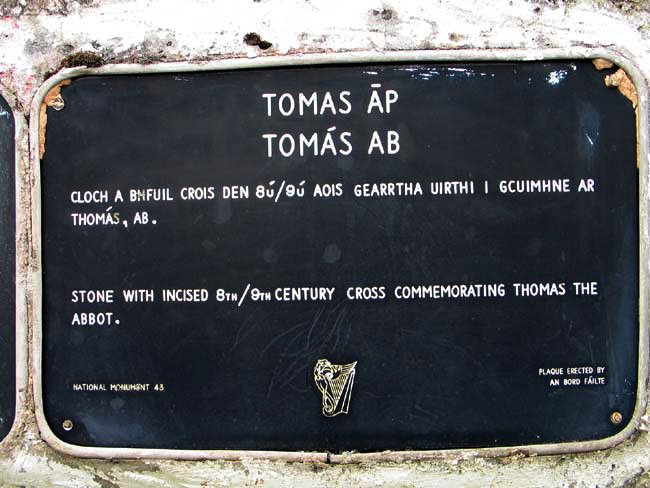 TOMAS ĀP
TOMÁS AB
CLOCH A BHFUIL CROIS DEN 8Ú/9Ú AOIS GEARRTHA UIRTHI I GCUIMHNE AR
THOMÁS, AB.
STONE WITH INCISED 8TH/9TH CENTURY CROSS COMMEMORATING THOMAS THE
ABBOT.
NATIONAL MONUMENT 43
PLAQUE ERECTED BY
AN BORD FÁILTE